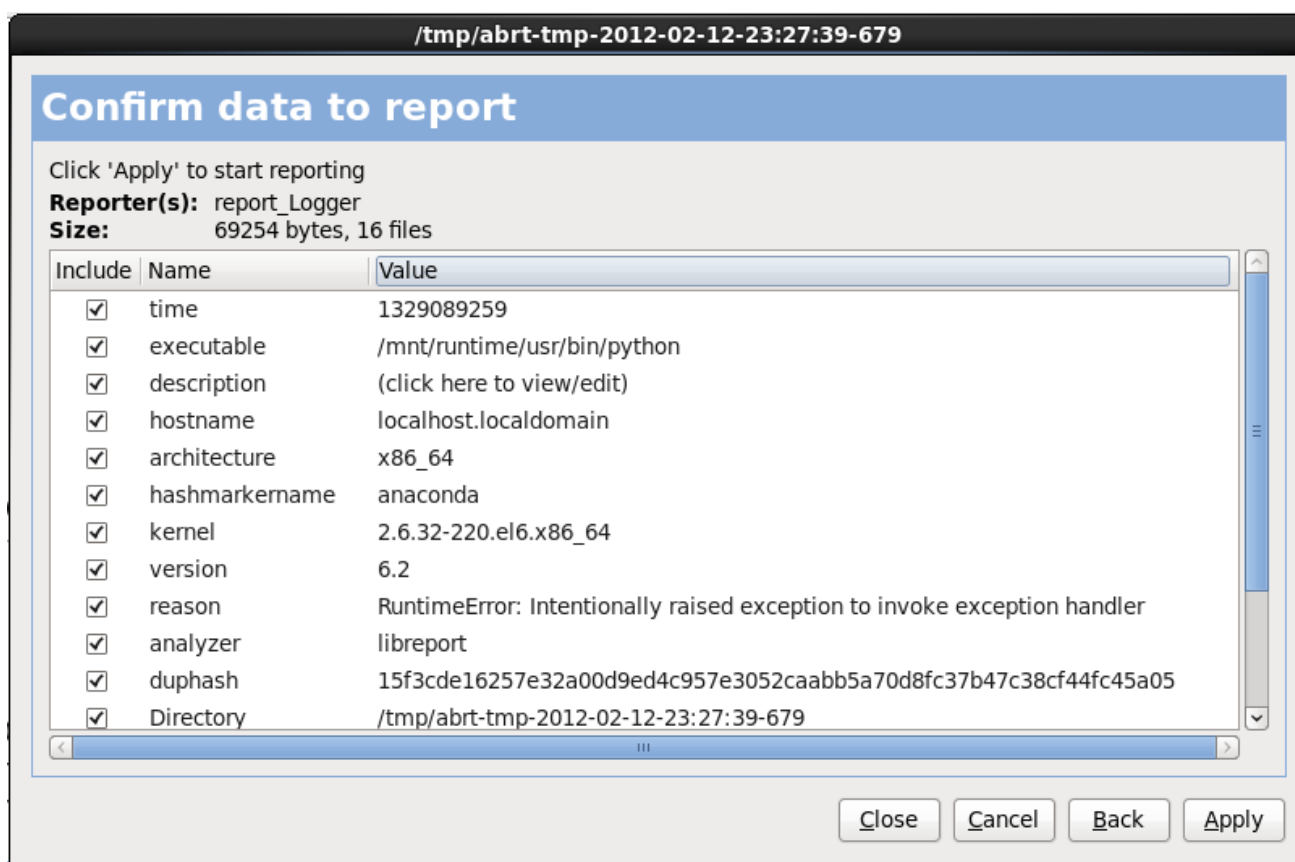 /tmp/abrt-tmp-2012-02-12-23:27:39-679
Confirm data to report
Click 'Apply' to start reporting
Reporter(s): report_Logger
Size: 69254 bytes, 16 files
Include Name Value
time 1329089259
executable /mnt/runtime/usr/bin/python
description (click here to view/edit)
hostname localhost.localdomain
architecture x86_64
hashmarkername anaconda
kernel 2.6.32-220.el6.x86_64
version 6.2
reason RuntimeError: Intentionally raised exception to invoke exception handler
analyzer libreport
duphash 15f3cde16257e32a00d9ed4c957e3052caabb5a70d8fc37b47c38cf44fc45a05
Directory /tmp/abrt-tmp-2012-02-12-23:27:39-679
Close Cancel Back Apply